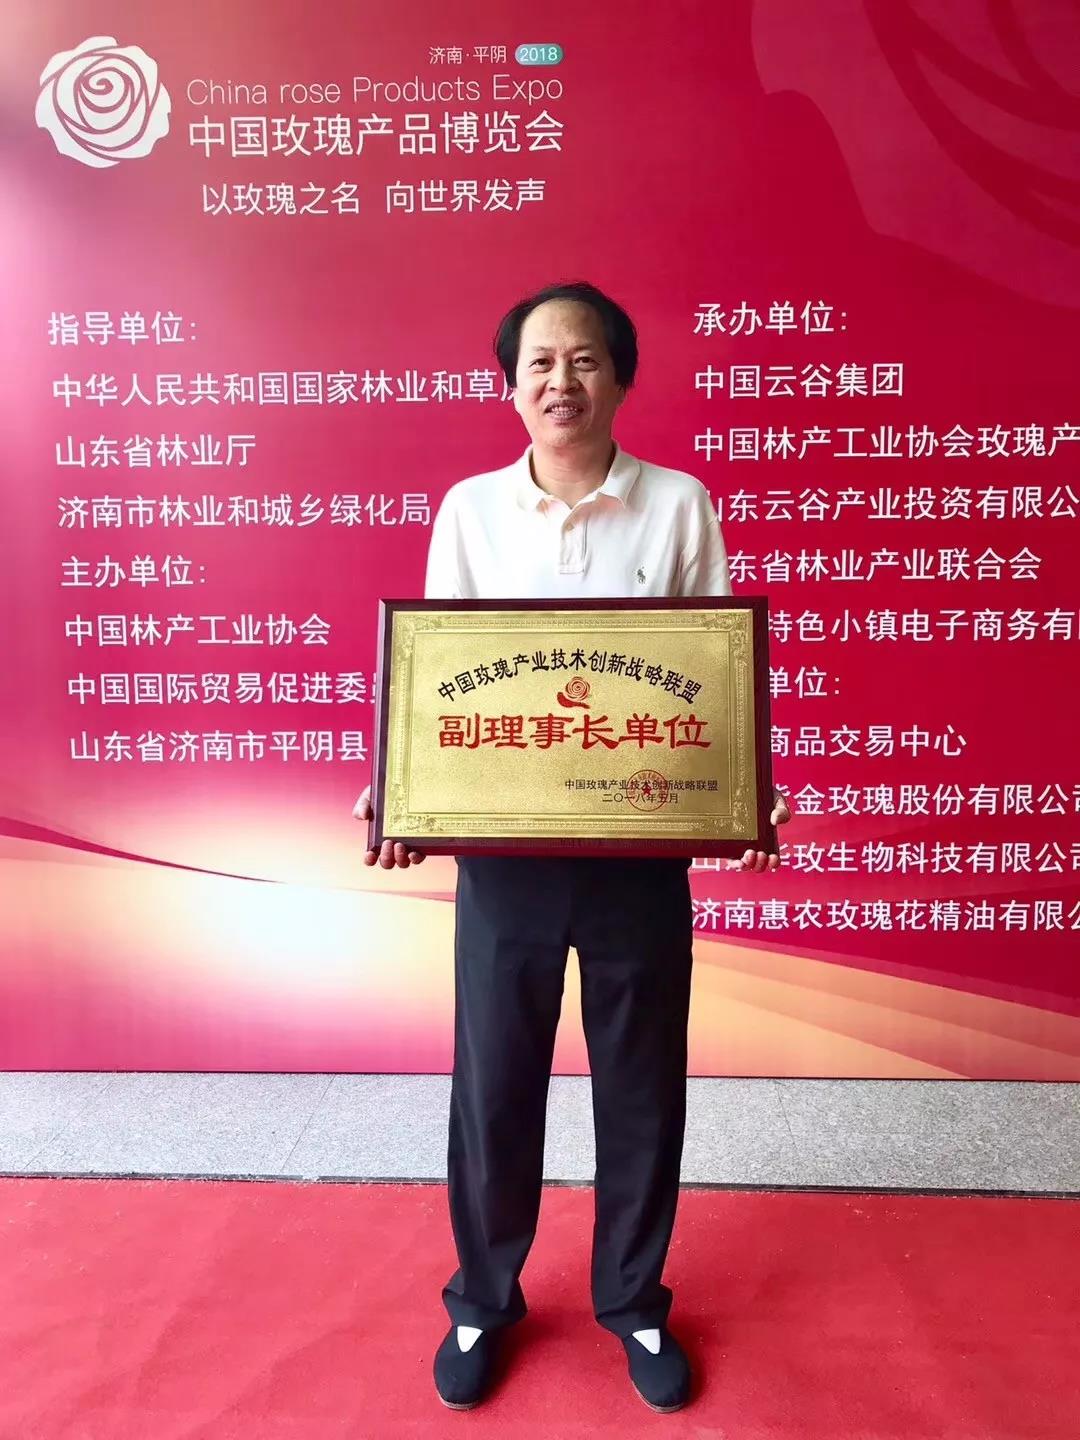 济南·平阴 2018
China rose Products Expo
中国玫瑰产品博览会
以玫瑰之名 向世界发声
指导单位:
中华人民共和国国家林业和草
山东省林业厅
济南市林业和城乡绿化局
主办单位:
中国林产工业协会
中国国际贸易促进委
山东省济南市平阴县
承办单位:
中国云谷集团
中国林产工业协会玫瑰产
山东云谷产业投资有限公
东省林业产业联合会
特色小镇电子商务有
单位:
商品交易中心
紫金玫瑰股份有限公司
华玫生物科技有限公司
济南惠农玫瑰花精油有限公
中国玫瑰产业技术创新战略联盟
副理事长单位
中国玫瑰产业技术创新战略联盟
二〇一八年五月